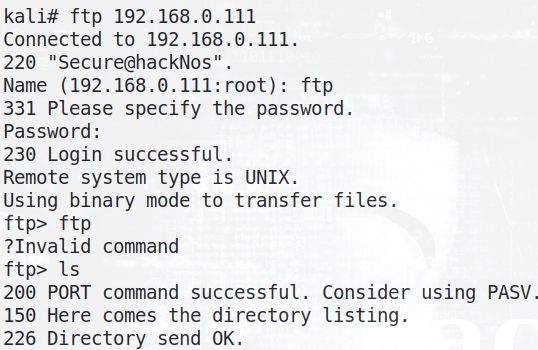 kali# ftp 192.168.0.111
Connected to 192.168.0.111.
220 "Secure@hackNos".
Name (192.168.0.111:root): ftp
331 Please specify the password.
Password:
230 Login successful.
Remote system type is UNIX.
Using binary mode to transfer files.
ftp> ftp
?Invalid command
ftp> ls
200 PORT command successful. Consider using PASV.
150 Here comes the directory listing.
226 Directory send OK.